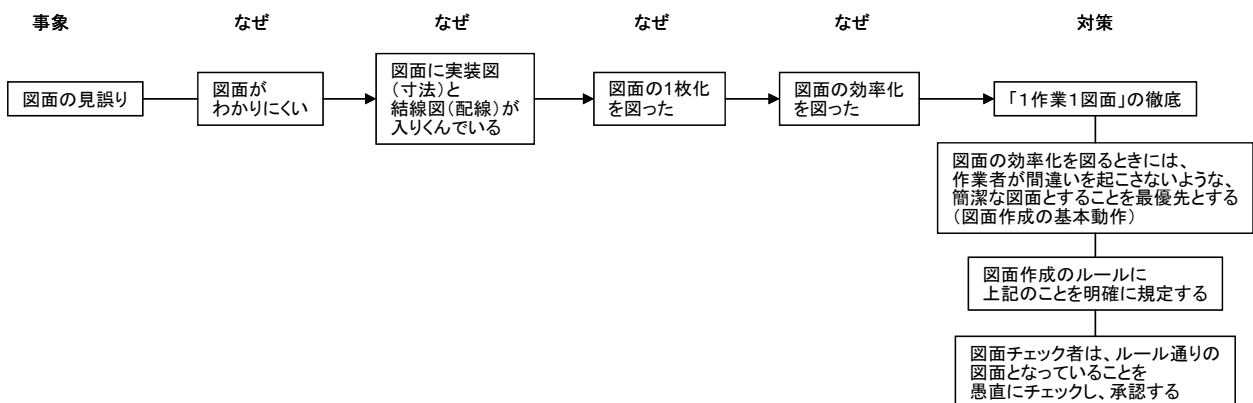 事象
なぜ
なぜ
なぜ
なぜ
対策
図面の見誤り
図面が
わかりにくい
図面に実装図
（寸法）と
結線図（配線）が
入りくんでいる
図面の1枚化
を図った
図面の効率化
を図った
「1作業1図面」の徹底
図面の効率化を図るときには、
作業者が間違いを起こさないような、
簡潔な図面とすることを最優先とする
（図面作成の基本動作）
図面作成のルールに
上記のことを明確に規定する
図面チェック者は、ルール通りの
図面となっていることを
愚直にチェックし、承認する